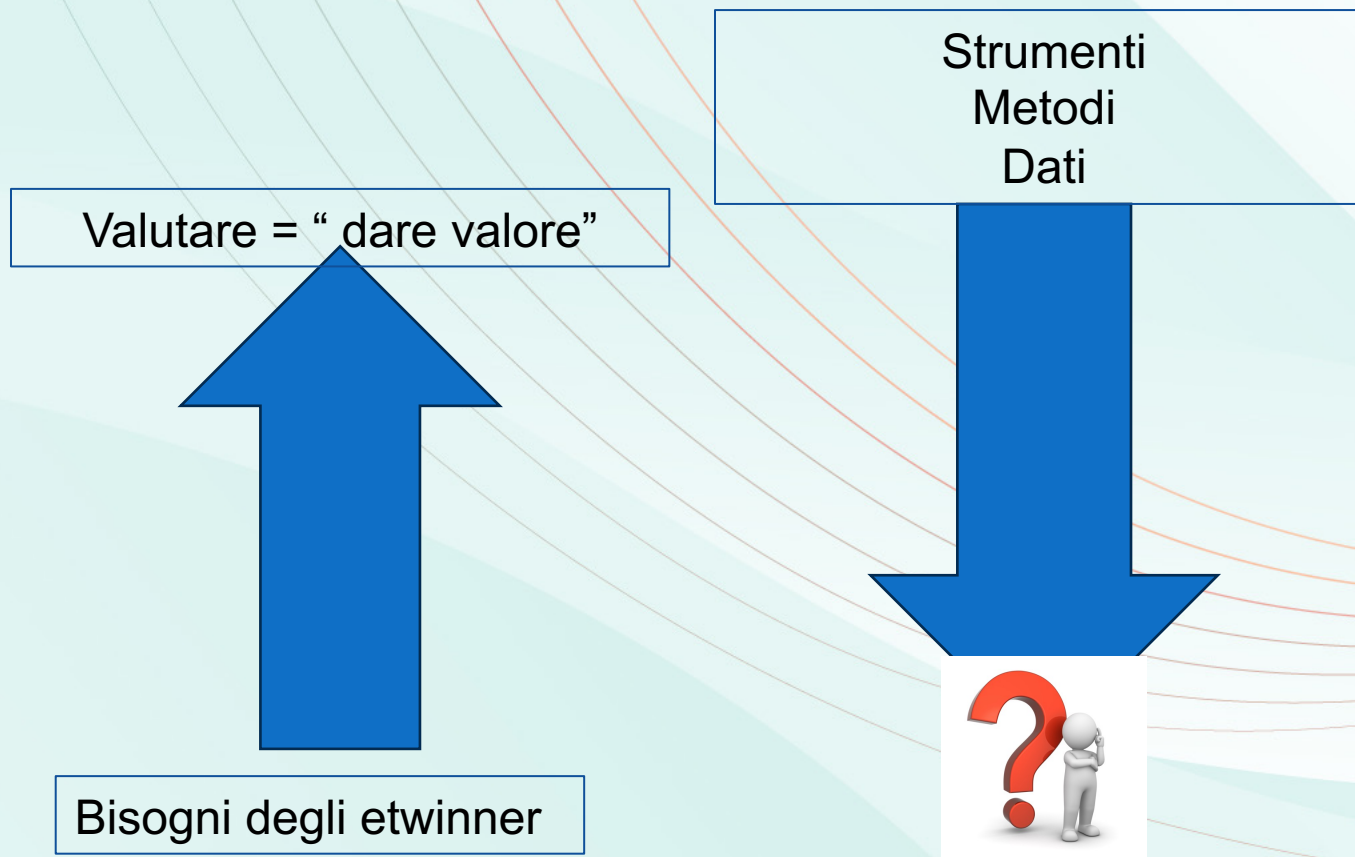 Strumenti
Metodi
Dati
Valutare = “ dare valore”
Bisogni degli etwinner